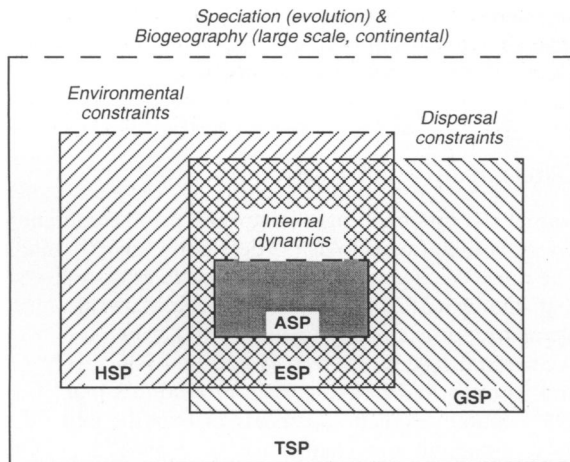 Speciation (evolution) &
Biogeography (large scale, continental)
Environmental
constraints
Dispersal
constraints
Internal
dynamics
ASP
HSP
ESP
GSP
TSP